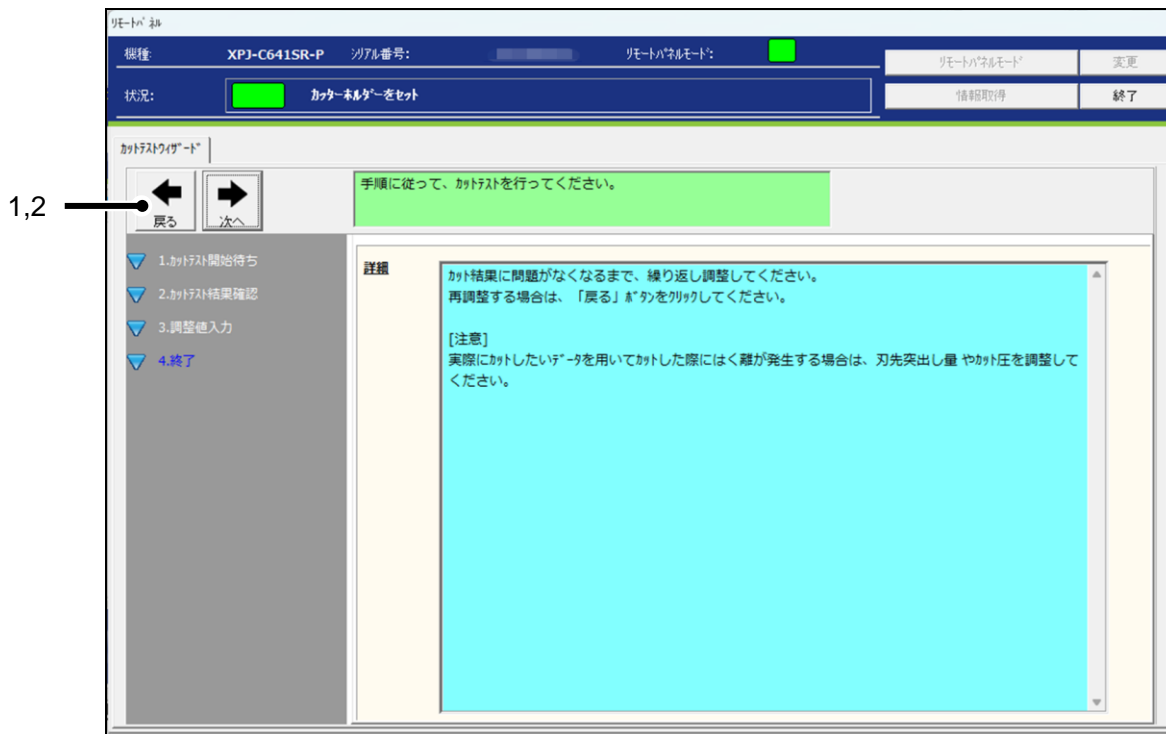 ﾘﾓｰﾄﾊﾟﾈﾙ
機種: XPJ-C641SR-P ｼﾘｱﾙ番号: ﾘﾓｰﾄﾊﾟﾈﾙﾓｰﾄﾞ:
ﾘﾓｰﾄﾊﾟﾈﾙﾓｰﾄﾞ 変更
状況: ｶｯﾀｰﾎﾙﾀﾞｰをｾｯﾄ
情報取得 終了
ｶｯﾄﾃｽﾄｳｨｻﾞｰﾄﾞ
1,2
戻る 次へ
手順に従って、ｶｯﾄﾃｽﾄを行ってください。
1.ｶｯﾄﾃｽﾄ開始待ち
2.ｶｯﾄﾃｽﾄ結果確認
3.調整値入力
4.終了
詳細
ｶｯﾄ結果に問題がなくなるまで、繰り返し調整してください。
再調整する場合は、「戻る」ﾎﾞﾀﾝをｸﾘｯｸしてください。
[注意]
実際にｶｯﾄしたいﾃﾞｰﾀを用いてｶｯﾄした際にはく離が発生する場合は、刃先突出し量 やｶｯﾄ圧を調整して
ください。